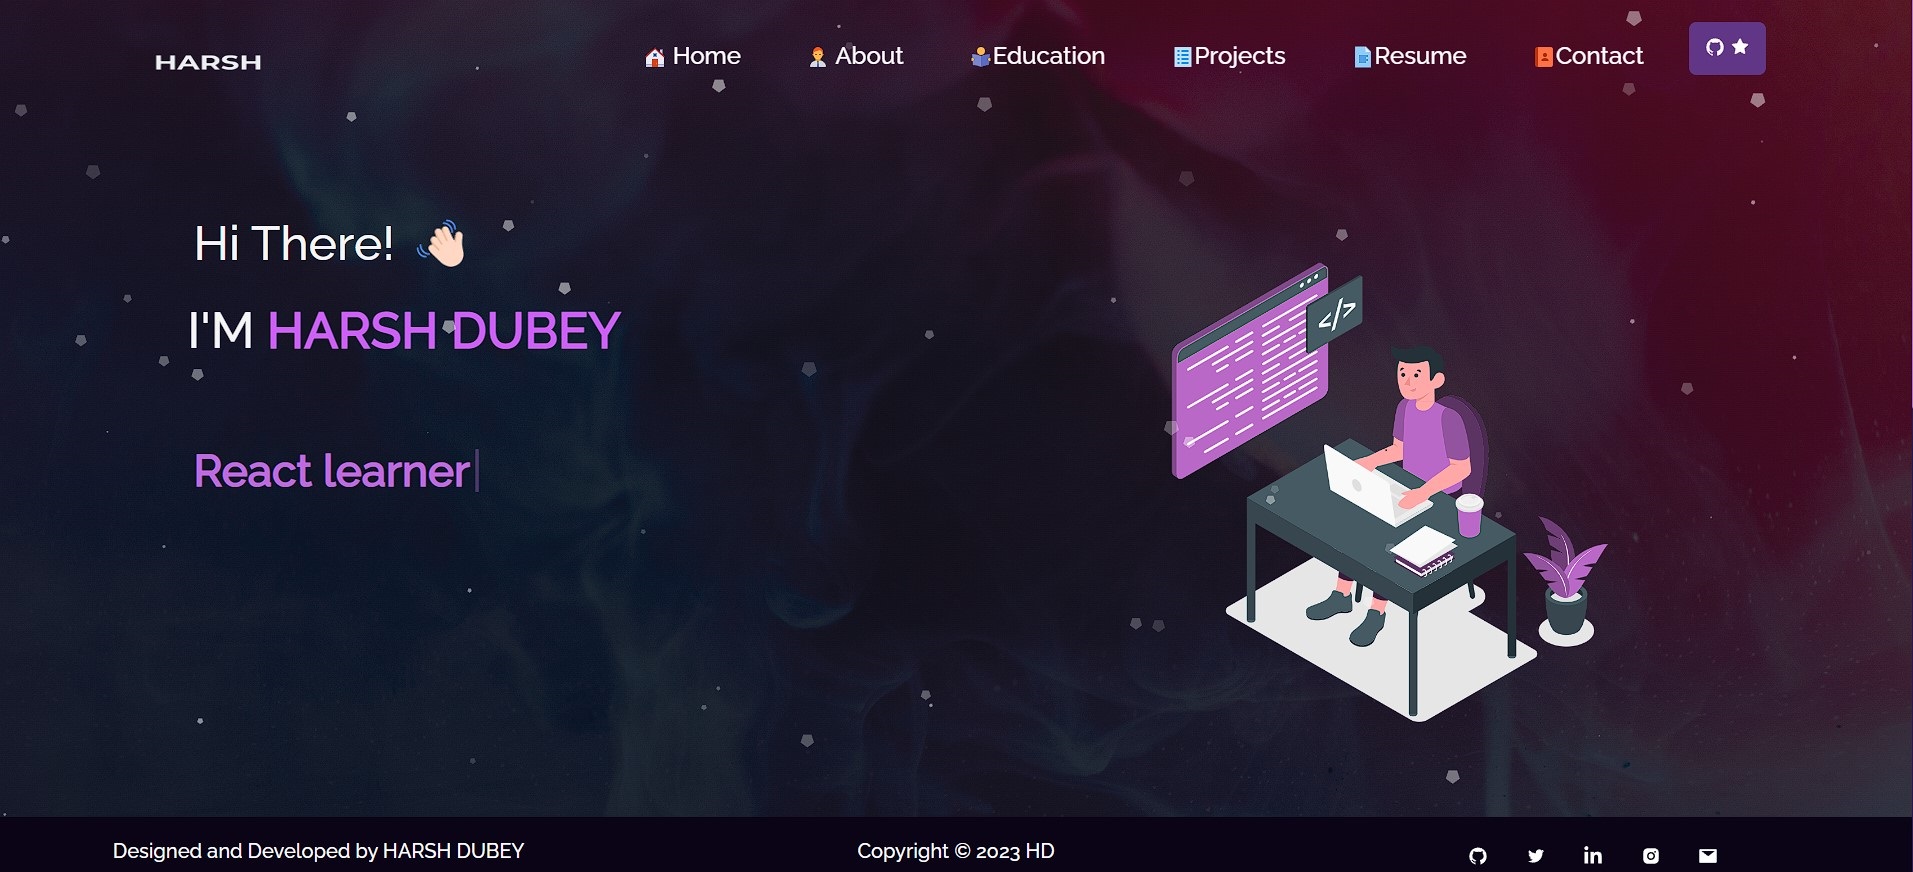 HARSH
Home About Education Projects Resume Contact
Hi There!
I'M HARSH DUBEY
</>
React learner
Designed and Developed by HARSH DUBEY
Copyright © 2023 HD